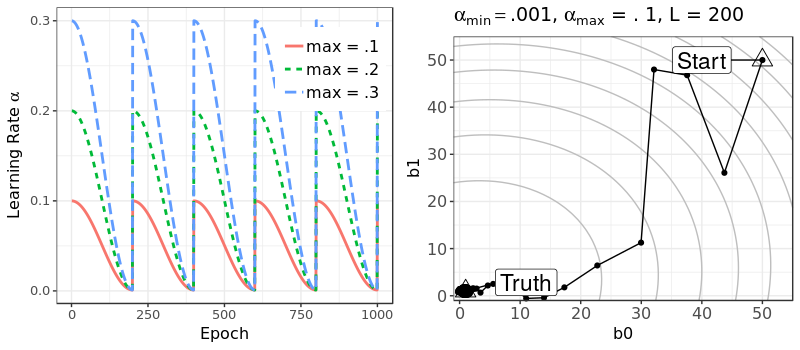 Learning Rate α
0.3
0.2
0.1
0.0
max = .1
max = .2
max = .3
0 250 500 750 1000
Epoch
αmin = .001, αmax = . 1, L = 200
b1
50
40
30
20
10
0
Start
Truth
0 10 20 30 40 50
b0